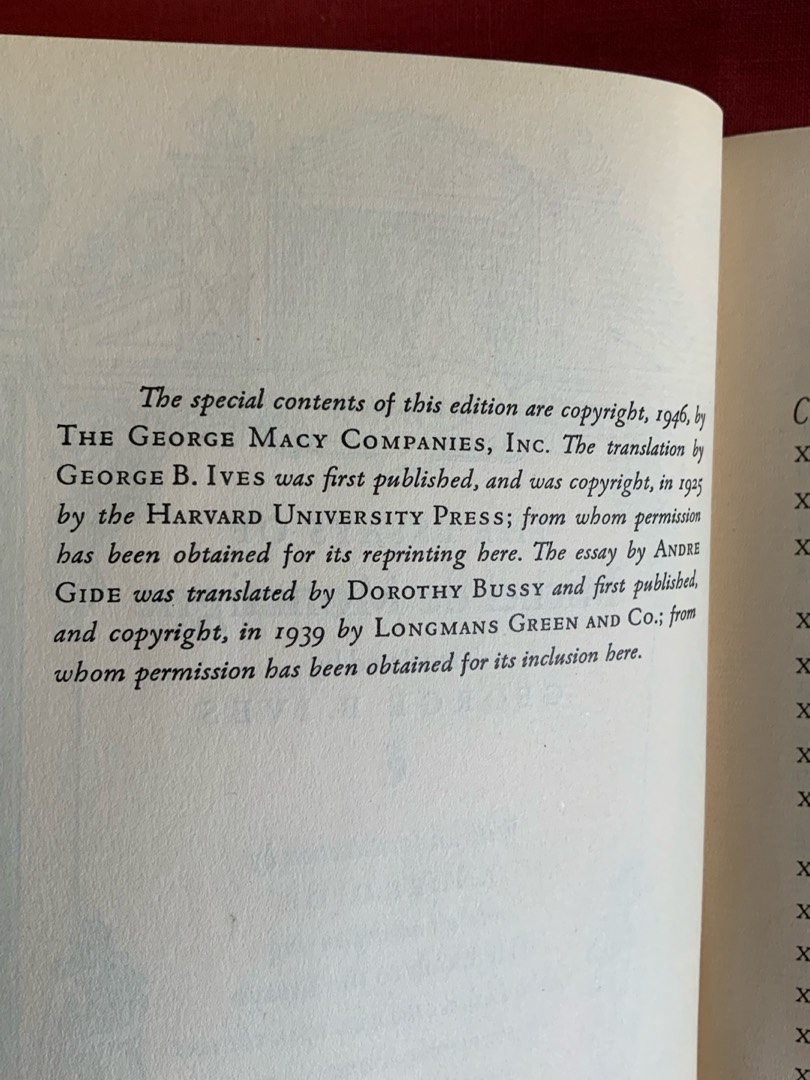 The special contents of this edition are copyright, 1946, by
THE GEORGE MACY COMPANIES, INC. The translation by
GEORGE B. IVES was first published, and was copyright, in 1925
by the HARVARD UNIVERSITY PRESS; from whom permission
has been obtained for its reprinting here. The essay by ANDRE
GIDE was translated by DOROTHY BUSSY and first published,
and copyright, in 1939 by LONGMANS GREEN AND CO.; from
whom permission has been obtained for its inclusion here.
C
x
x
x
x
x
x
x
x
x
x
x
x
x
x